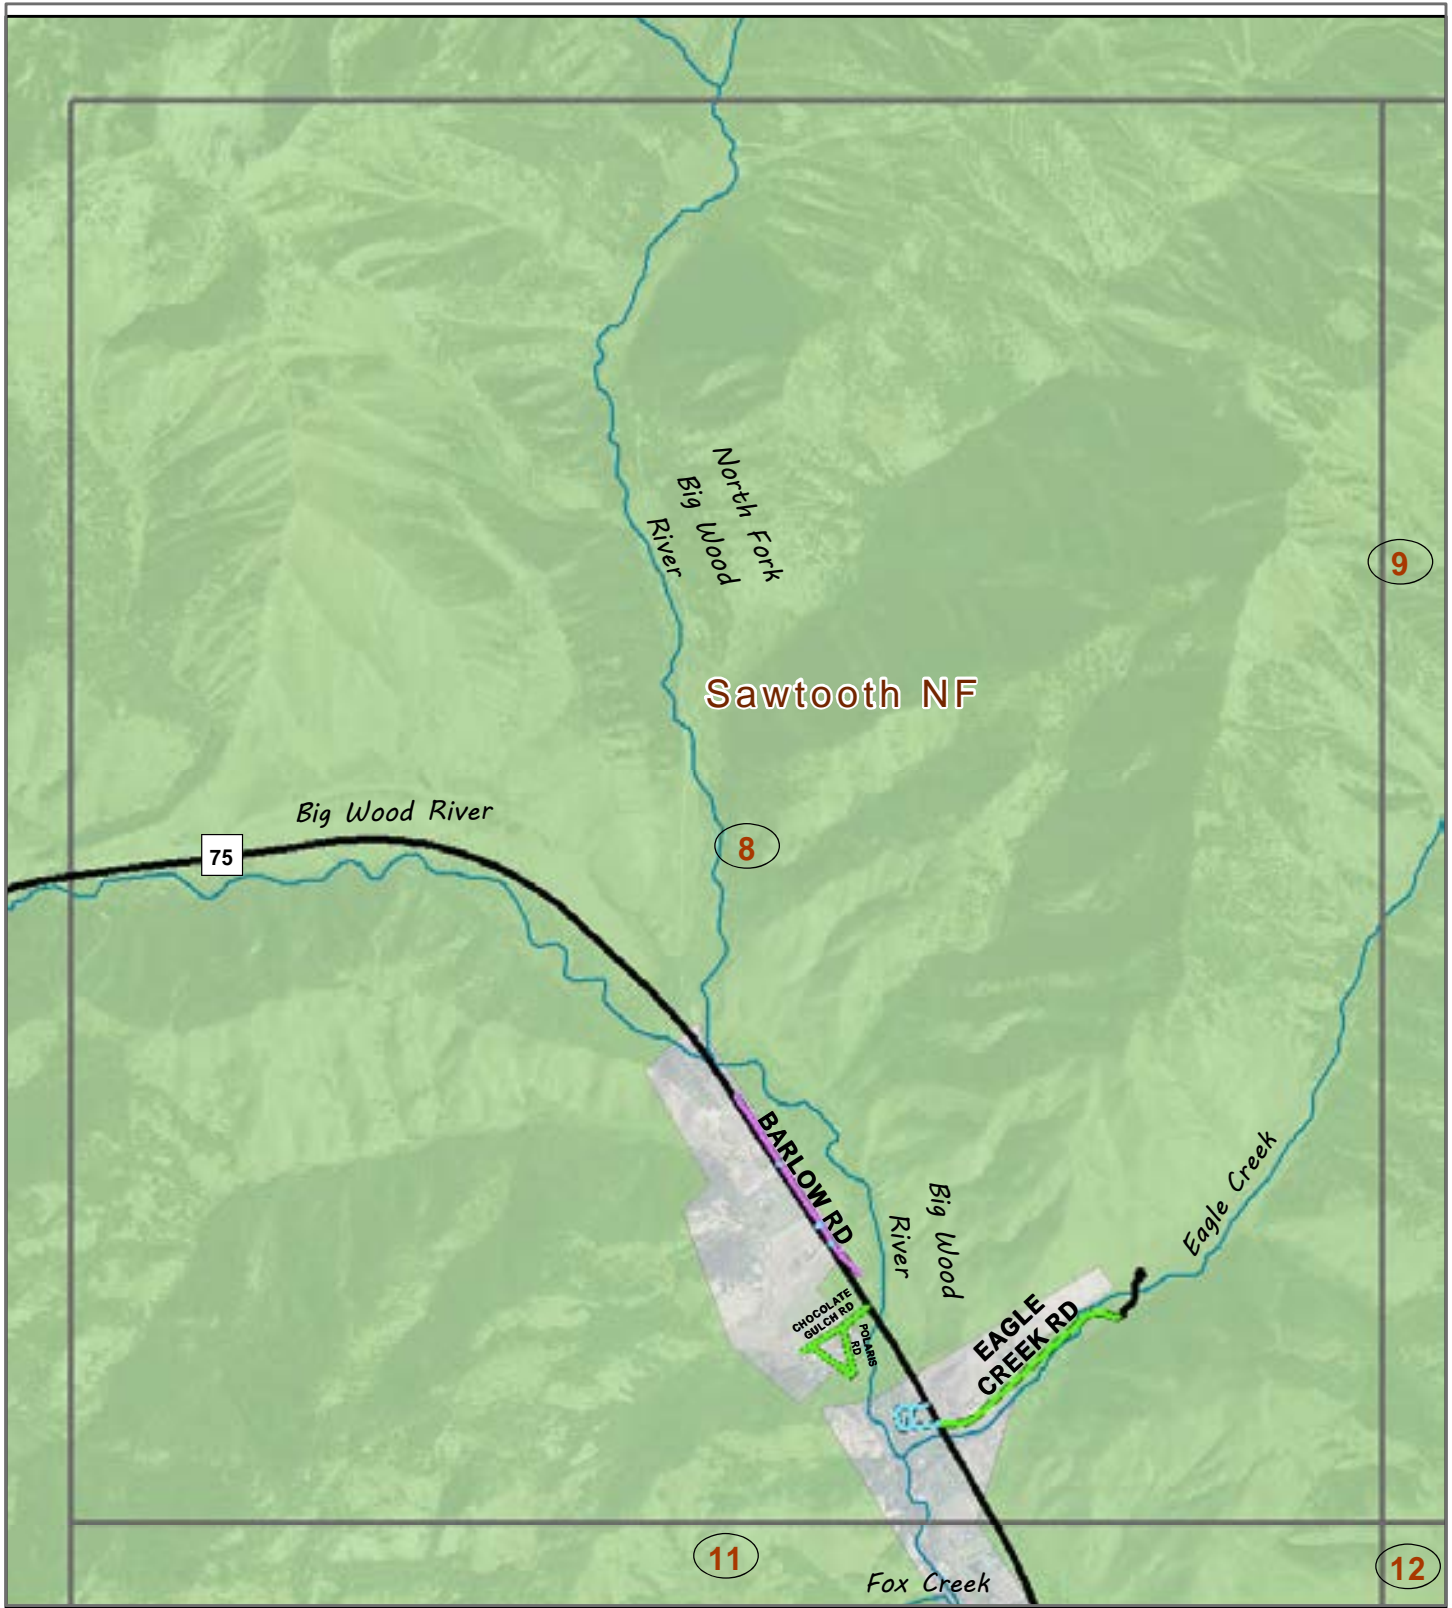 North Fork
Big Wood
River
9
Sawtooth NF
Big Wood River
75
8
BARLOW RD
Big Wood
River
Eagle Creek
CHOCOLATE
GULCH RD
POLARIS
RD
EAGLE
CREEK RD
11
12
Fox Creek